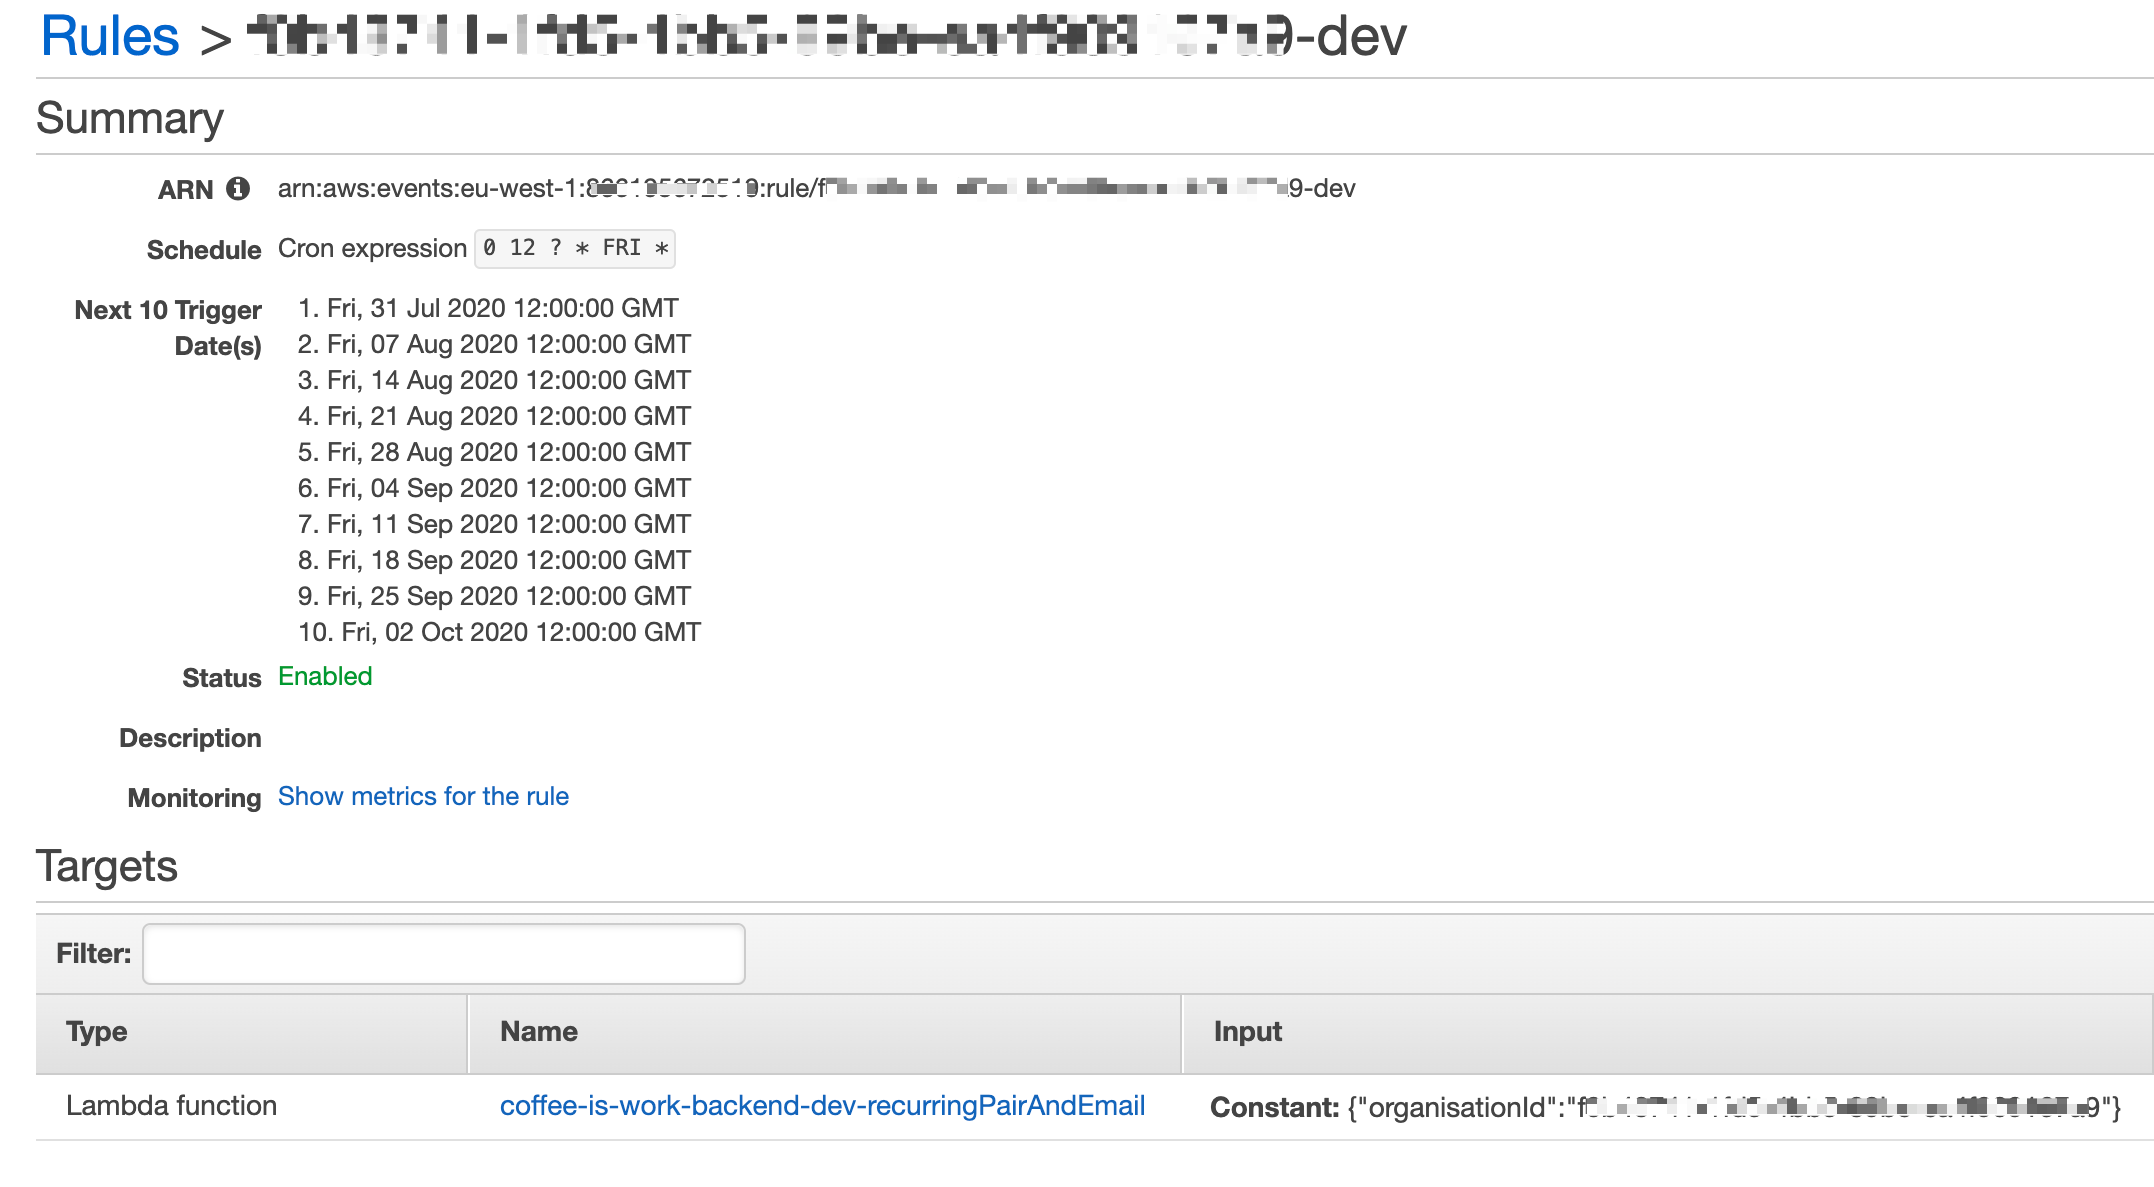 Rules > -dev
Summary
ARN arn:aws:events:eu-west-1: :rule/f 9-dev
Schedule Cron expression 0 12 ? * FRI *
Next 10 Trigger Date(s)
1. Fri, 31 Jul 2020 12:00:00 GMT
2. Fri, 07 Aug 2020 12:00:00 GMT
3. Fri, 14 Aug 2020 12:00:00 GMT
4. Fri, 21 Aug 2020 12:00:00 GMT
5. Fri, 28 Aug 2020 12:00:00 GMT
6. Fri, 04 Sep 2020 12:00:00 GMT
7. Fri, 11 Sep 2020 12:00:00 GMT
8. Fri, 18 Sep 2020 12:00:00 GMT
9. Fri, 25 Sep 2020 12:00:00 GMT
10. Fri, 02 Oct 2020 12:00:00 GMT
Status Enabled
Description
Monitoring Show metrics for the rule
Targets
Filter:
Type Name Input
Lambda function coffee-is-work-backend-dev-recurringPairAndEmail Constant: {"organisationId":"f 9"}